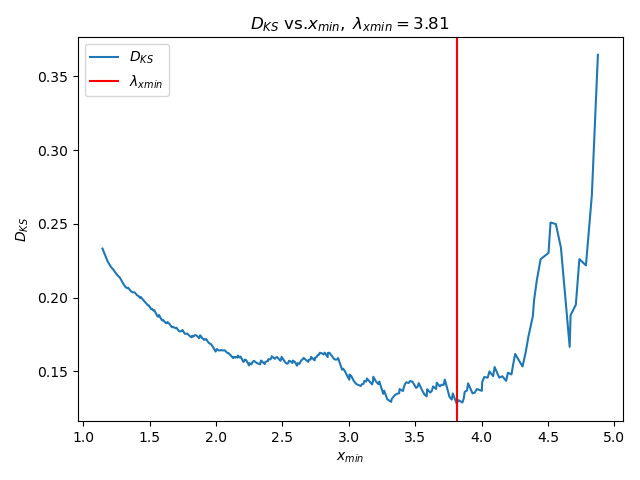 D_KS vs.x_min, λ_xmin = 3.81
D_KS
λ_xmin
0.35
0.30
0.25
0.20
0.15
D_KS
1.0 1.5 2.0 2.5 3.0 3.5 4.0 4.5 5.0
x_min